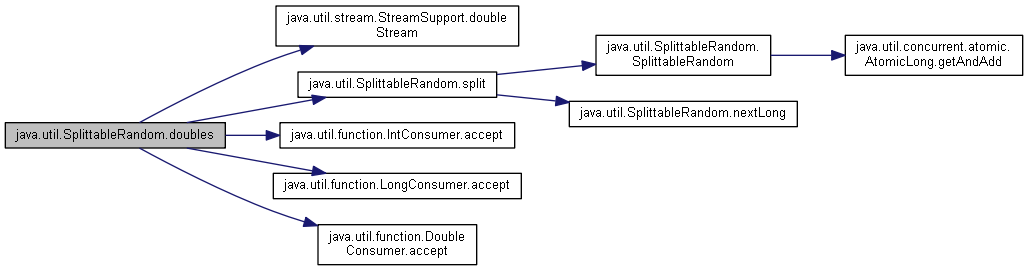 java.util.SplittableRandom.doubles
java.util.stream.StreamSupport.double
Stream
java.util.SplittableRandom.split
java.util.function.IntConsumer.accept
java.util.function.LongConsumer.accept
java.util.function.Double
Consumer.accept
java.util.SplittableRandom.
SplittableRandom
java.util.SplittableRandom.nextLong
java.util.concurrent.atomic.
AtomicLong.getAndAdd